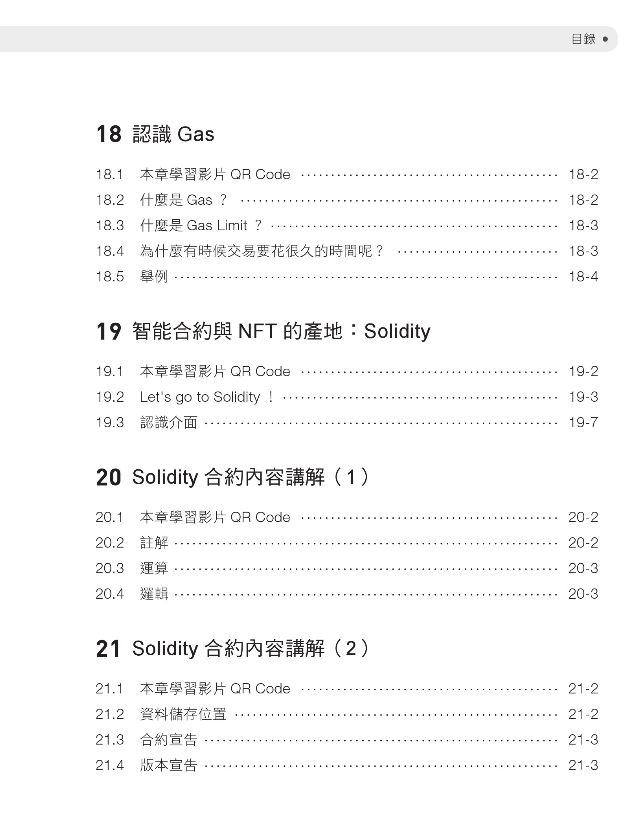 目錄 •
18 認識 Gas
18.1 本章學習影片 QR Code ………………………………… 18-2
18.2 什麼是 Gas ? ………………………………… 18-2
18.3 什麼是 Gas Limit ? ………………………………… 18-3
18.4 為什麼有時候交易要花很久的時間呢? ………………………………… 18-3
18.5 舉例 ………………………………… 18-4
19 智能合約與 NFT 的產地:Solidity
19.1 本章學習影片 QR Code ………………………………… 19-2
19.2 Let's go to Solidity ! ………………………………… 19-3
19.3 認識介面 ………………………………… 19-7
20 Solidity 合約內容講解(1)
20.1 本章學習影片 QR Code ………………………………… 20-2
20.2 註解 ………………………………… 20-2
20.3 運算 ………………………………… 20-3
20.4 邏輯 ………………………………… 20-3
21 Solidity 合約內容講解(2)
21.1 本章學習影片 QR Code ………………………………… 21-2
21.2 資料儲存位置 ………………………………… 21-2
21.3 合約宣告 ………………………………… 21-3
21.4 版本宣告 ………………………………… 21-3